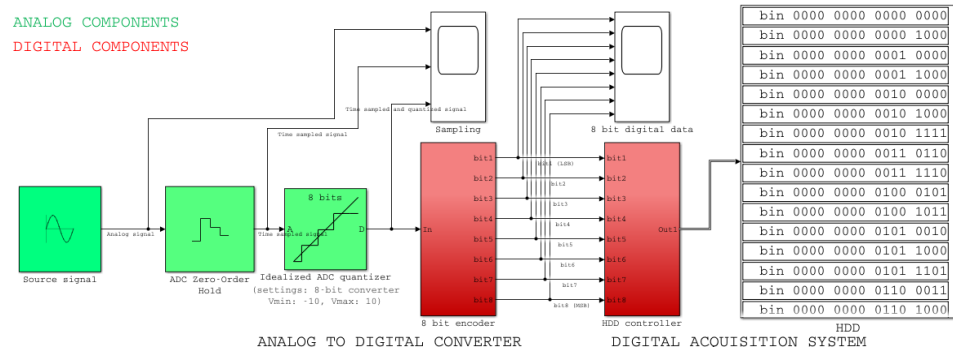 ANALOG COMPONENTS
DIGITAL COMPONENTS
Time sampled and quantized signal
Time sampled signal
Sampling
8 bit digital data
Analog signal
Source signal
ADC Zero-Order
Hold
Time sampled signal
8 bits
A
D
Idealized ADC quantizer
(settings: 8-bit converter
Vmin: -10, Vmax: 10)
In
bit1
bit2
bit3
bit4
bit5
bit6
bit7
bit8
8 bit encoder
bit1 (LSB)
bit2
bit3
bit4
bit5
bit6
bit7
bit8 (MSB)
bit1
bit2
bit3
bit4
bit5
bit6
bit7
bit8
Out1
HDD controller
bin 0000 0000 0000 0000
bin 0000 0000 0000 1000
bin 0000 0000 0001 0000
bin 0000 0000 0001 1000
bin 0000 0000 0010 0000
bin 0000 0000 0010 1000
bin 0000 0000 0010 1111
bin 0000 0000 0011 0110
bin 0000 0000 0011 1110
bin 0000 0000 0100 0101
bin 0000 0000 0100 1011
bin 0000 0000 0101 0010
bin 0000 0000 0101 1000
bin 0000 0000 0101 1101
bin 0000 0000 0110 0011
bin 0000 0000 0110 1000
HDD
ANALOG TO DIGITAL CONVERTER
DIGITAL ACQUISITION SYSTEM